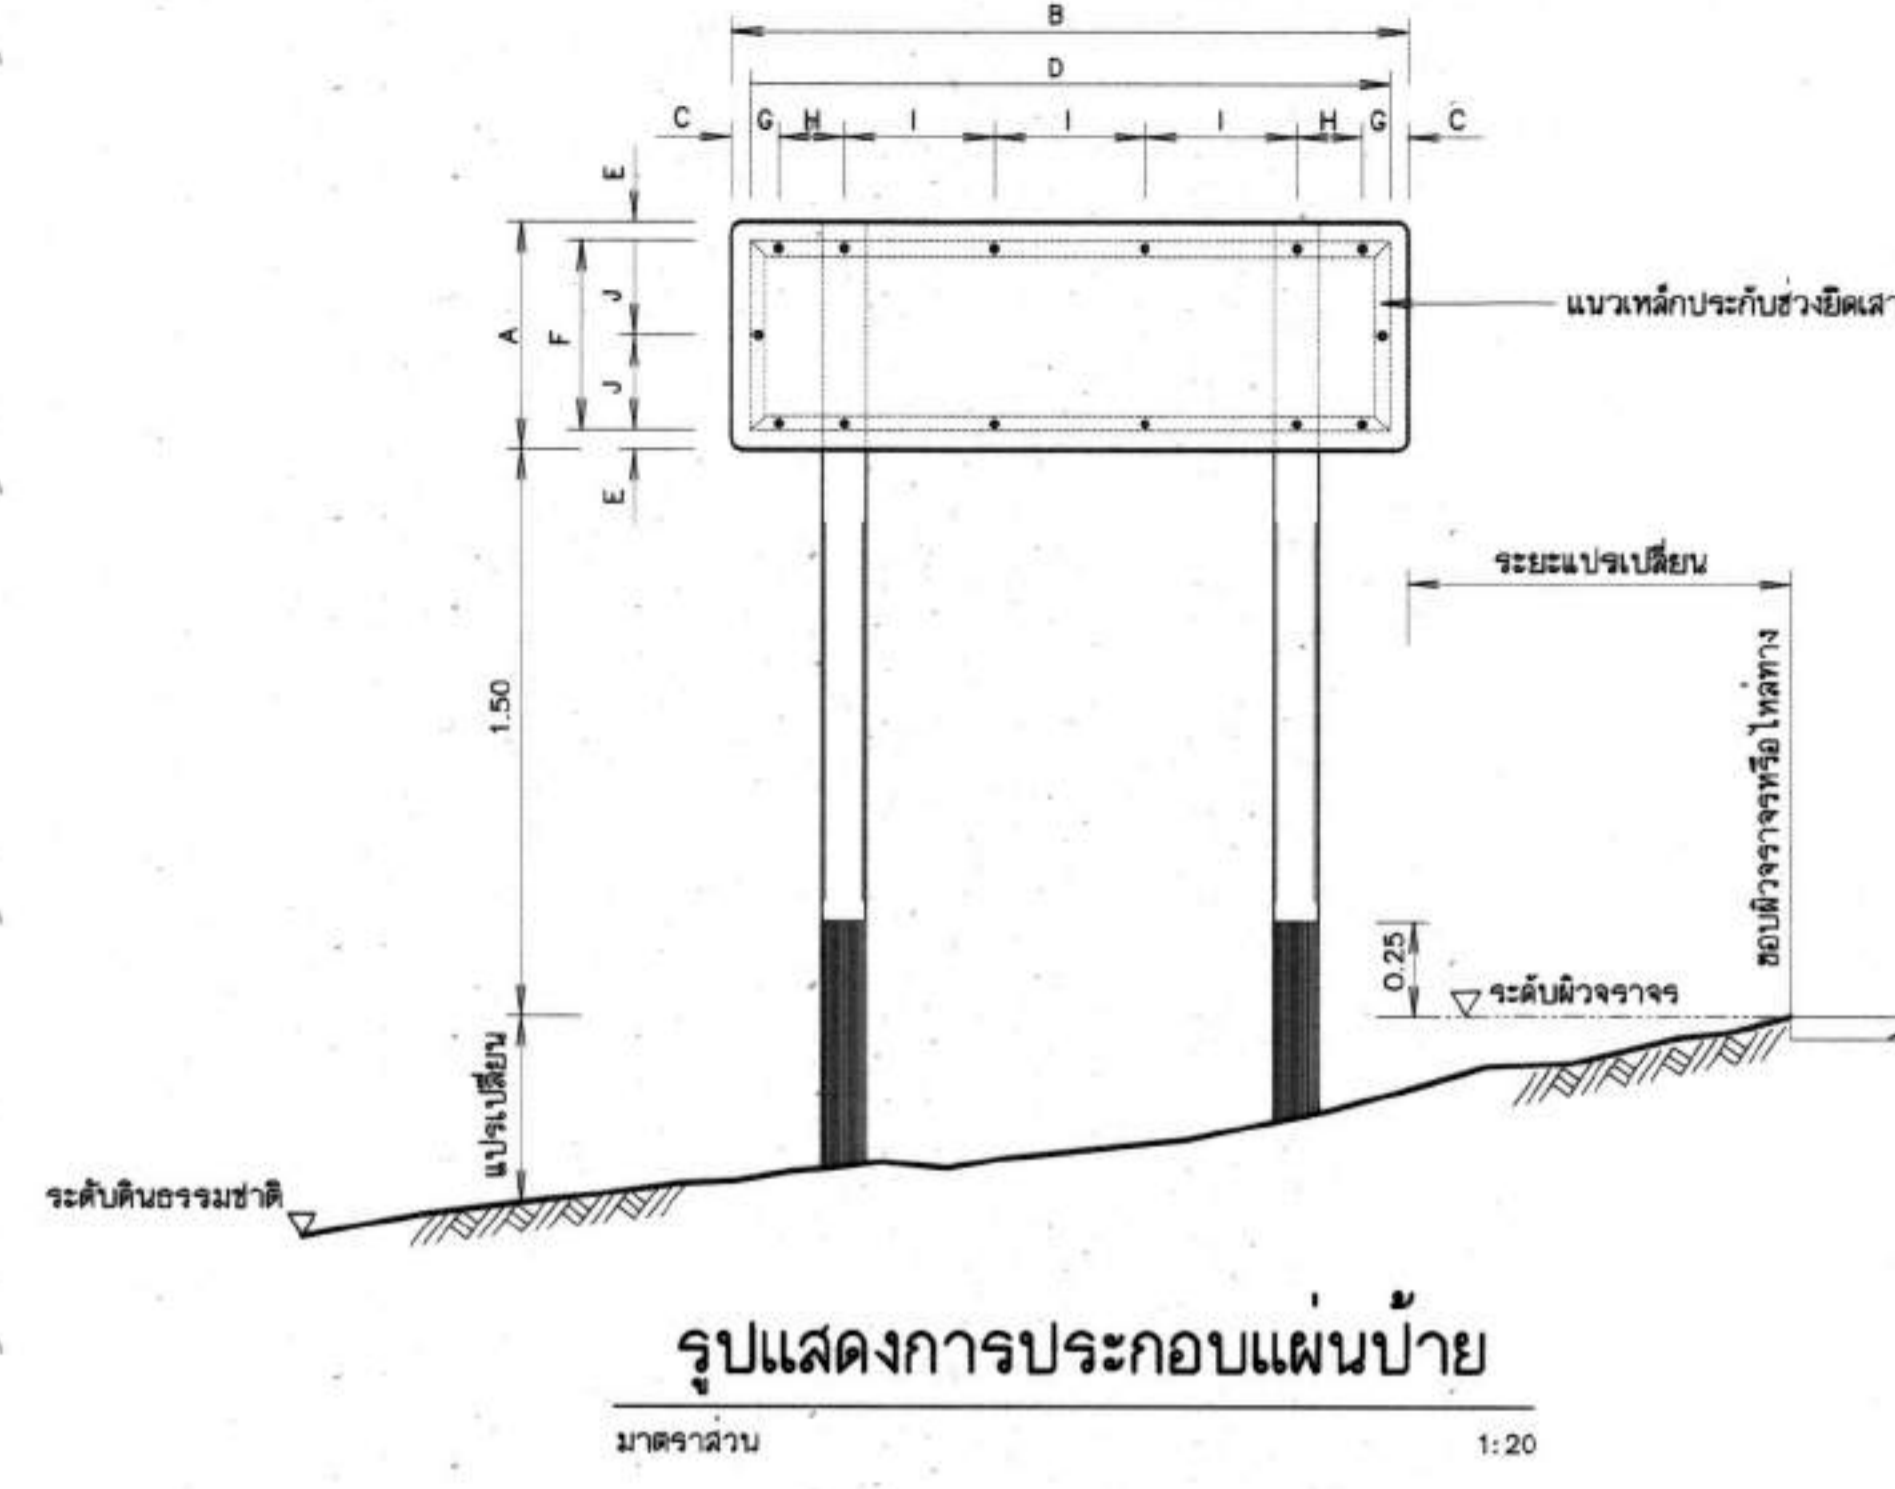 B
D
C G H I I I H G C
E
A F J
J
E
แนวเหล็กประกับช่วงยึดเสา
ระยะแปรเปลี่ยน
1.50
ขอบผิวจราจรหรือไหล่ทาง
0.25
ระดับผิวจราจร
แปรเปลี่ยน
ระดับดินธรรมชาติ
รูปแสดงการประกอบแผ่นป้าย
มาตราส่วน 1:20